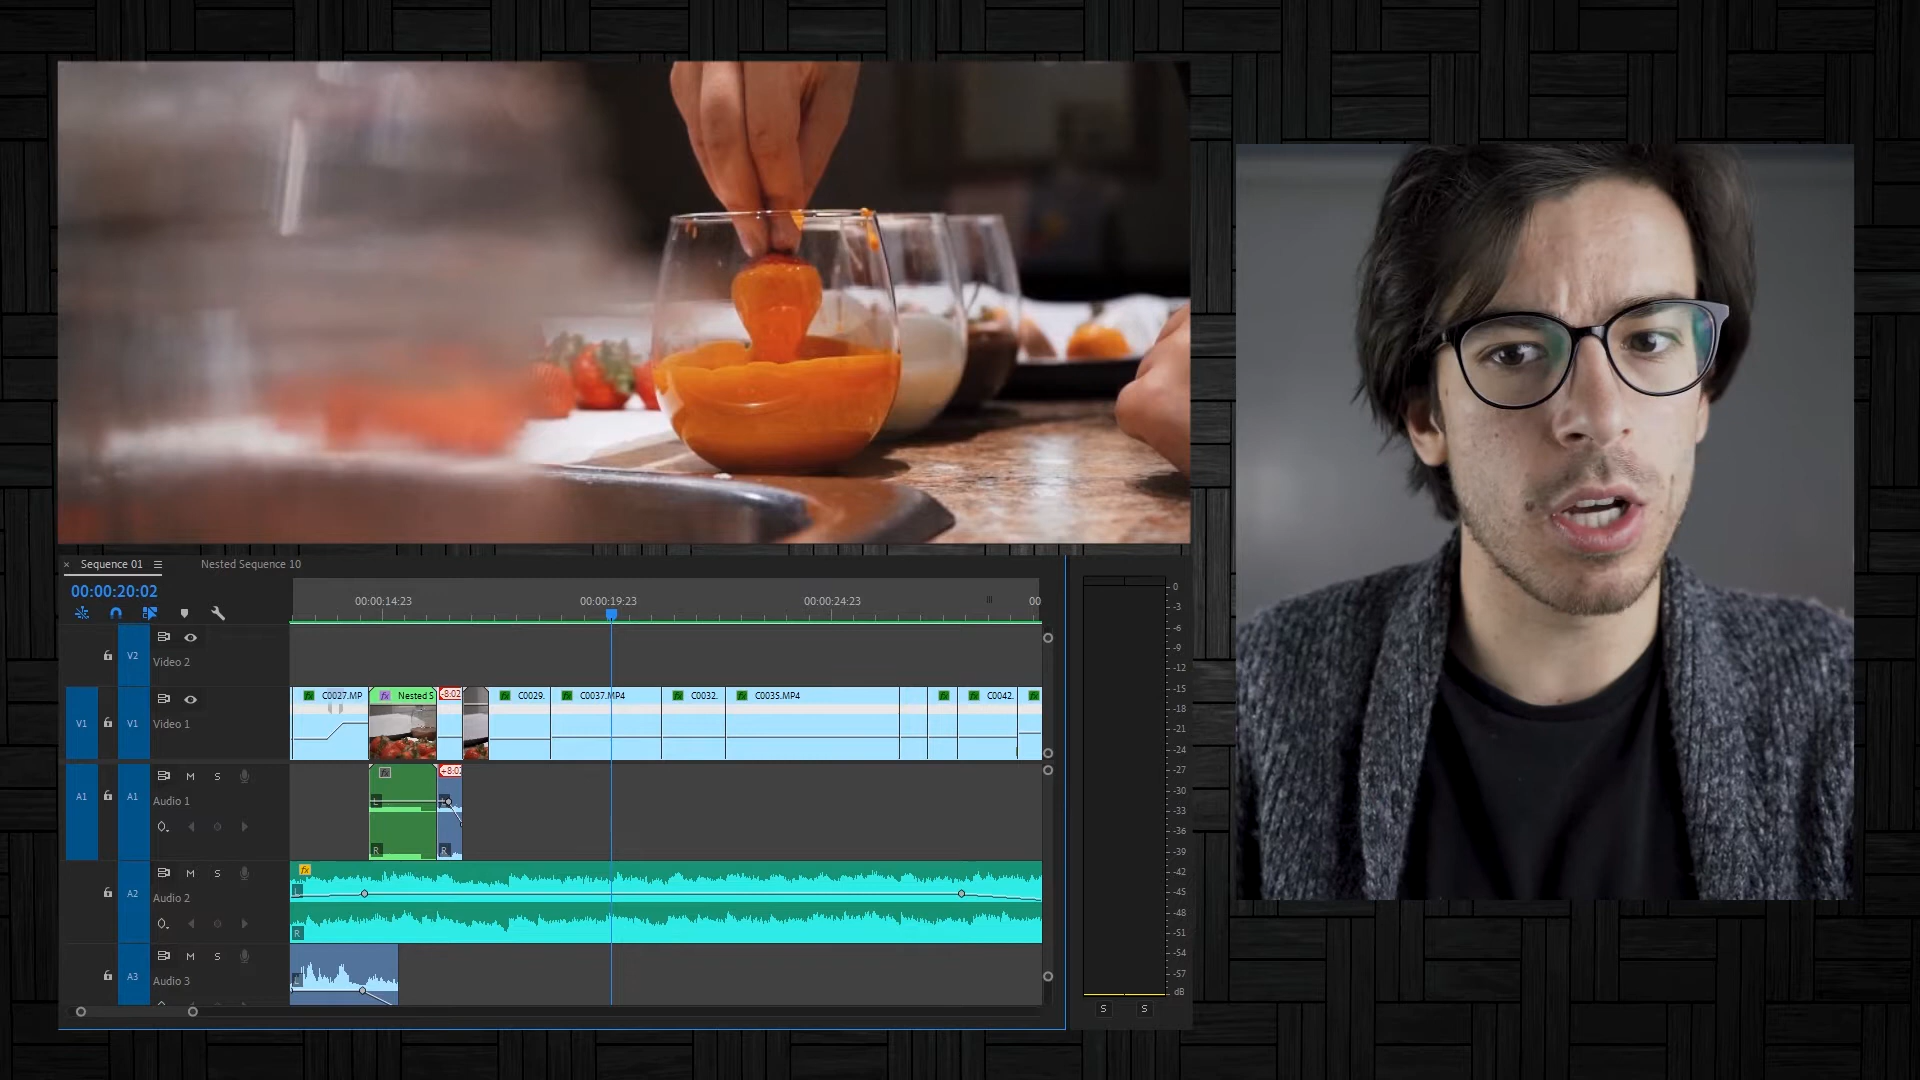 × Sequence 01 ☰ Nested Sequence 10
00:00:20:02
00:00:14:23 00:00:19:23 00:00:24:23 00
V2 Video 2
C0027.MP Nested S -8:02 C0029. C0037.MP4 C0032. C0035.MP4 C0042.
V1 V1 Video 1
M S
A1 A1 Audio 1
L
R R
M S
A2 Audio 2
L
R
M S
A3 Audio 3
L
0
-3
-6
-9
-12
-15
-18
-21
-24
-27
-30
-33
-36
-39
-42
-45
-48
-51
-54
-57
dB
S S